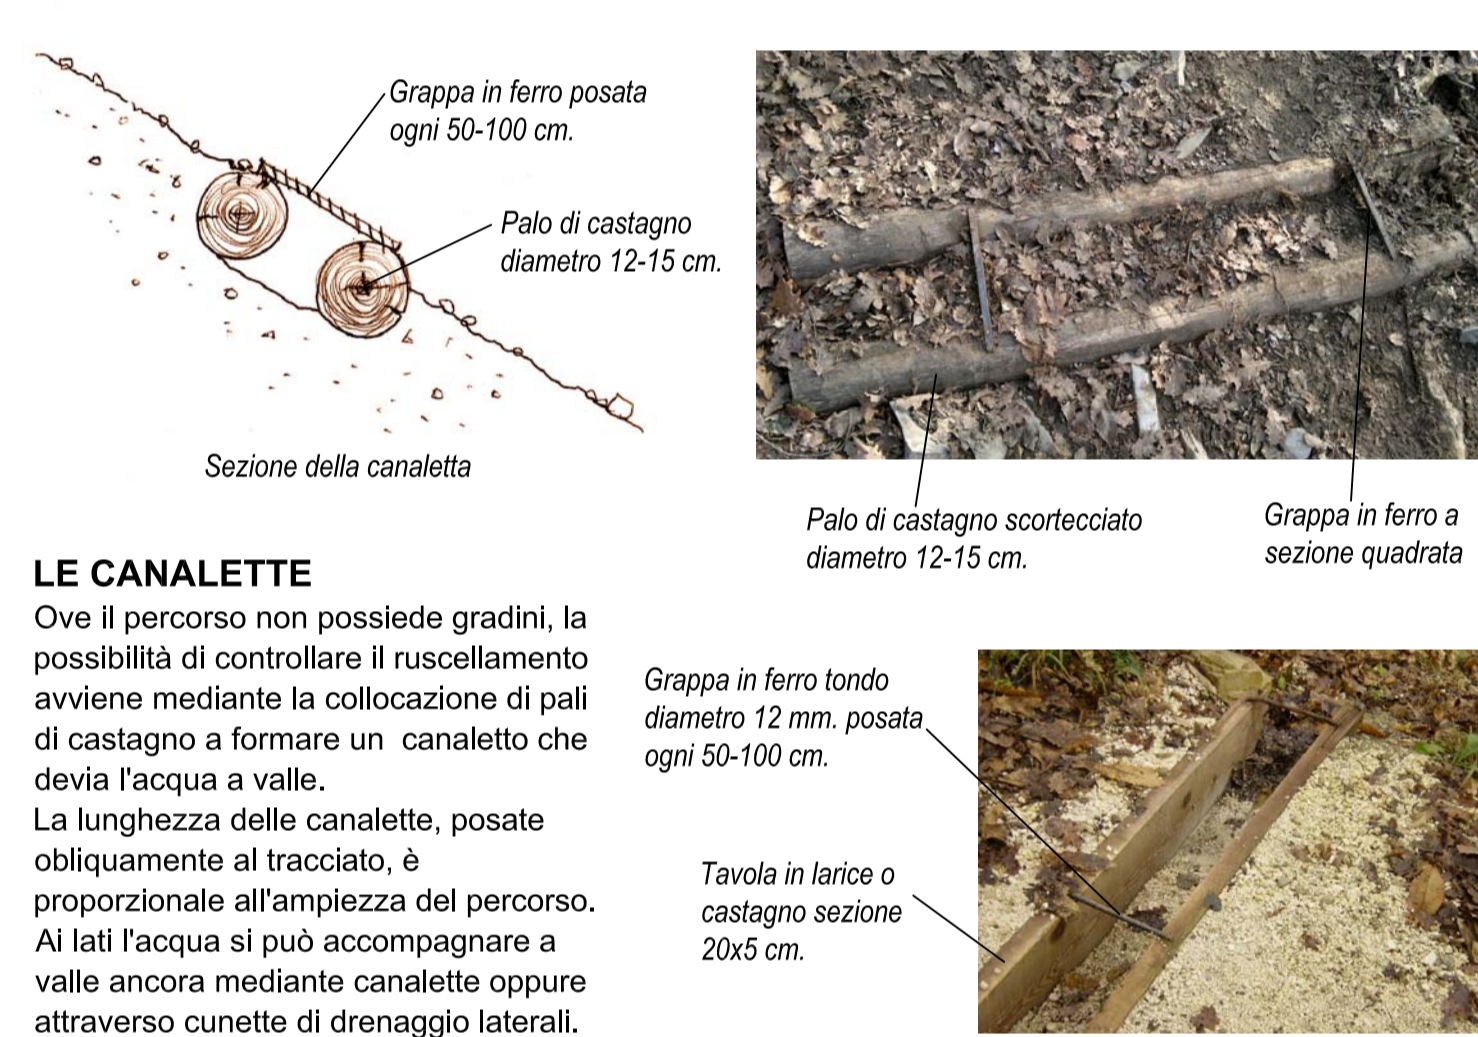 Grappa in ferro posata
ogni 50-100 cm.
Palo di castagno
diametro 12-15 cm.
Sezione della canaletta
Palo di castagno scortecciato
diametro 12-15 cm.
Grappa in ferro a
sezione quadrata
LE CANALETTE
Ove il percorso non possiede gradini, la
possibilità di controllare il ruscellamento
avviene mediante la collocazione di pali
di castagno a formare un  canaletto che
devia l'acqua a valle.
La lunghezza delle canalette, posate
obliquamente al tracciato, è
proporzionale all'ampiezza del percorso.
Ai lati l'acqua si può accompagnare a
valle ancora mediante canalette oppure
attraverso cunette di drenaggio laterali.
Grappa in ferro tondo
diametro 12 mm. posata
ogni 50-100 cm.
Tavola in larice o
castagno sezione
20x5 cm.